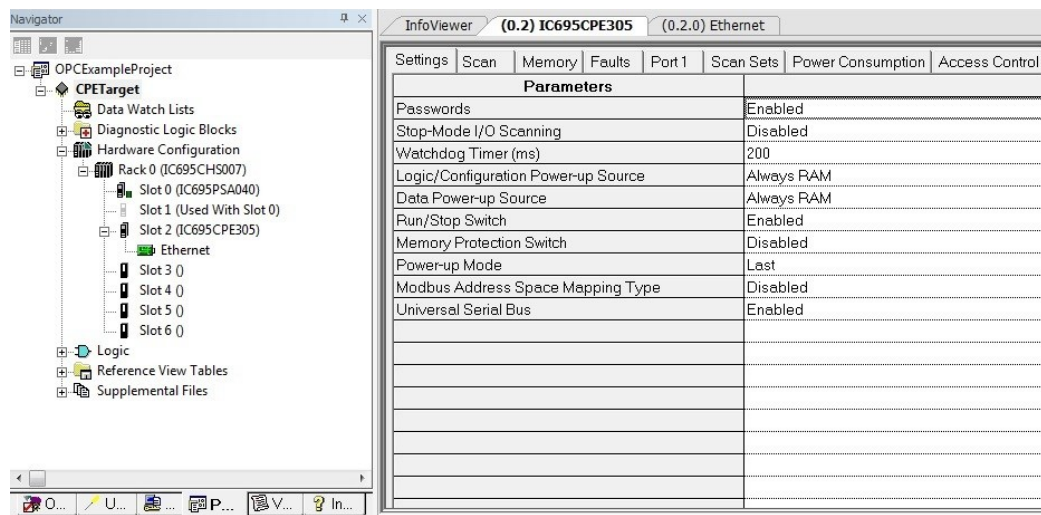 Navigator
OPCExampleProject
CPETarget
Data Watch Lists
Diagnostic Logic Blocks
Hardware Configuration
Rack 0 (IC695CHS007)
Slot 0 (IC695PSA040)
Slot 1 (Used With Slot 0)
Slot 2 (IC695CPE305)
Ethernet
Slot 3 ()
Slot 4 ()
Slot 5 ()
Slot 6 ()
Logic
Reference View Tables
Supplemental Files
O... U... ... P... V... In...
InfoViewer (0.2) IC695CPE305 (0.2.0) Ethernet
Settings Scan Memory Faults Port 1 Scan Sets Power Consumption Access Control
Parameters
Passwords Enabled
Stop-Mode I/O Scanning Disabled
Watchdog Timer (ms) 200
Logic/Configuration Power-up Source Always RAM
Data Power-up Source Always RAM
Run/Stop Switch Enabled
Memory Protection Switch Disabled
Power-up Mode Last
Modbus Address Space Mapping Type Disabled
Universal Serial Bus Enabled